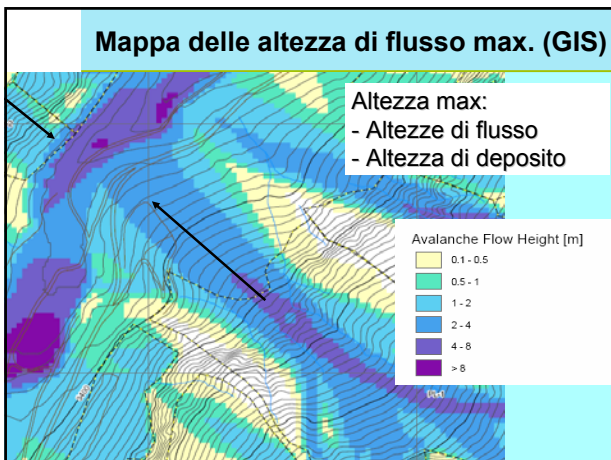 Mappa delle altezza di flusso max. (GIS)
Altezza max:
- Altezze di flusso
- Altezza di deposito
Avalanche Flow Height [m]
0.1 - 0.5
0.5 - 1
1 - 2
2 - 4
4 - 8
> 8